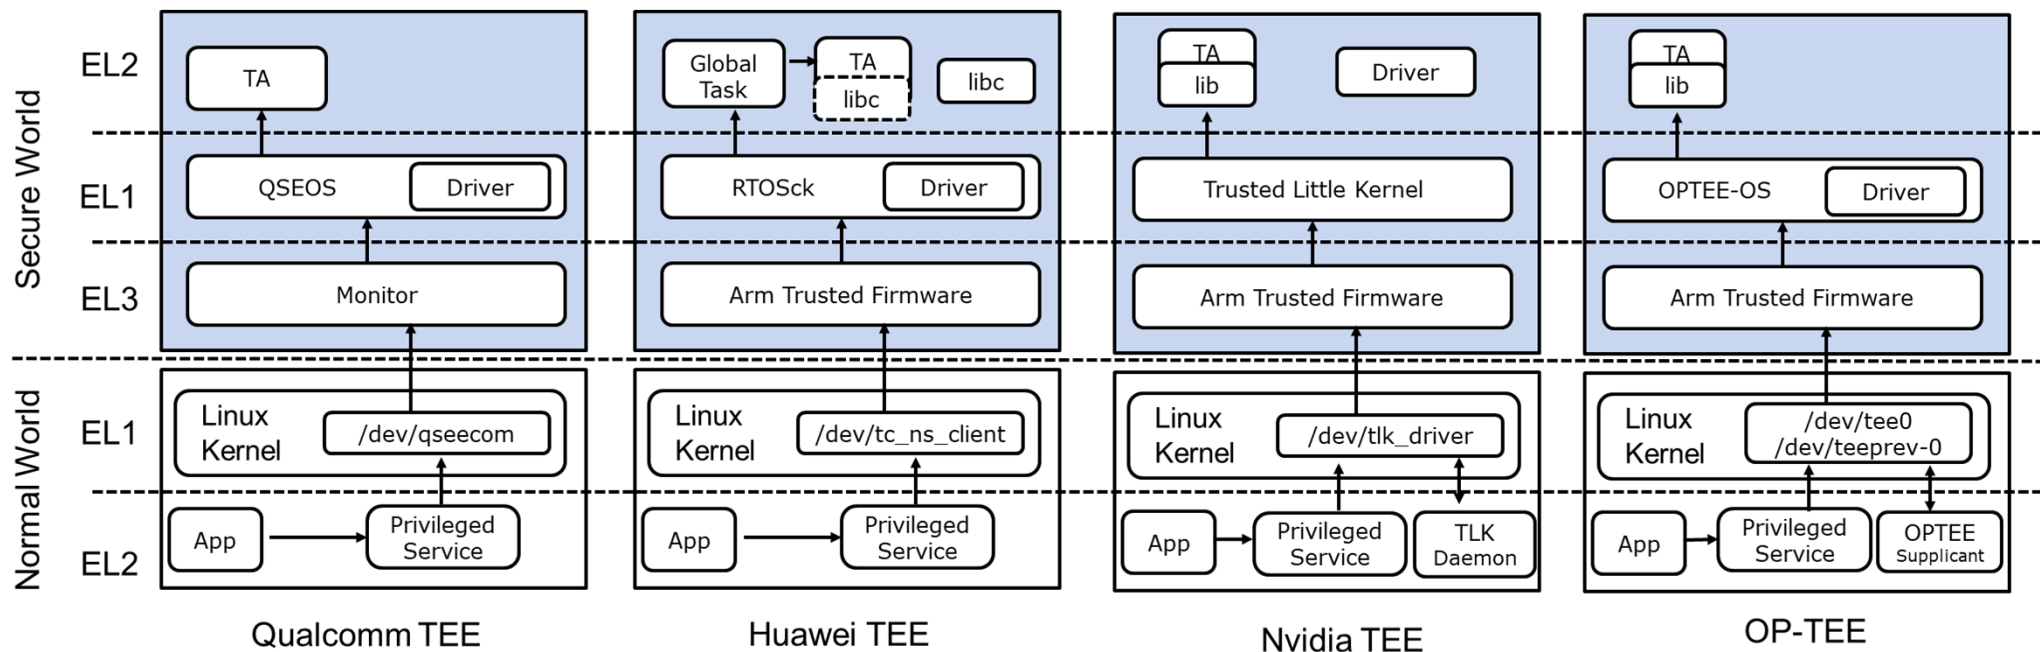 Secure World
EL2
EL1
EL3
Normal World
EL1
EL2
TA
QSEOS
Driver
Monitor
Linux
Kernel
/dev/qseecom
App
Privileged
Service
Qualcomm TEE
Global
Task
TA
libc
libc
RTOSck
Driver
Arm Trusted Firmware
Linux
Kernel
/dev/tc_ns_client
App
Privileged
Service
Huawei TEE
TA
lib
Driver
Trusted Little Kernel
Arm Trusted Firmware
Linux
Kernel
/dev/tlk_driver
App
Privileged
Service
TLK
Daemon
Nvidia TEE
TA
lib
OPTEE-OS
Driver
Arm Trusted Firmware
Linux
Kernel
/dev/tee0
/dev/teeprev-0
App
Privileged
Service
OPTEE
Supplicant
OP-TEE